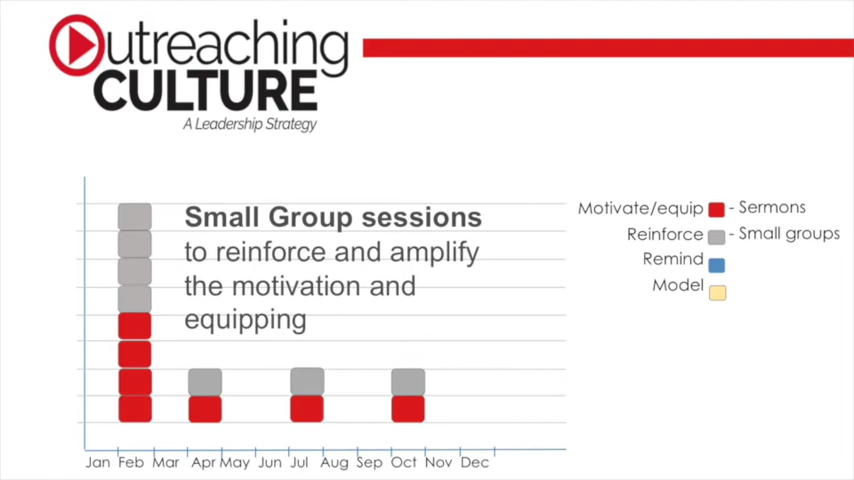 Outreaching
CULTURE
A Leadership Strategy
Small Group sessions
to reinforce and amplify
the motivation and
equipping
Motivate/equip - Sermons
Reinforce - Small groups
Remind
Model
Jan Feb Mar Apr May Jun Jul Aug Sep Oct Nov Dec